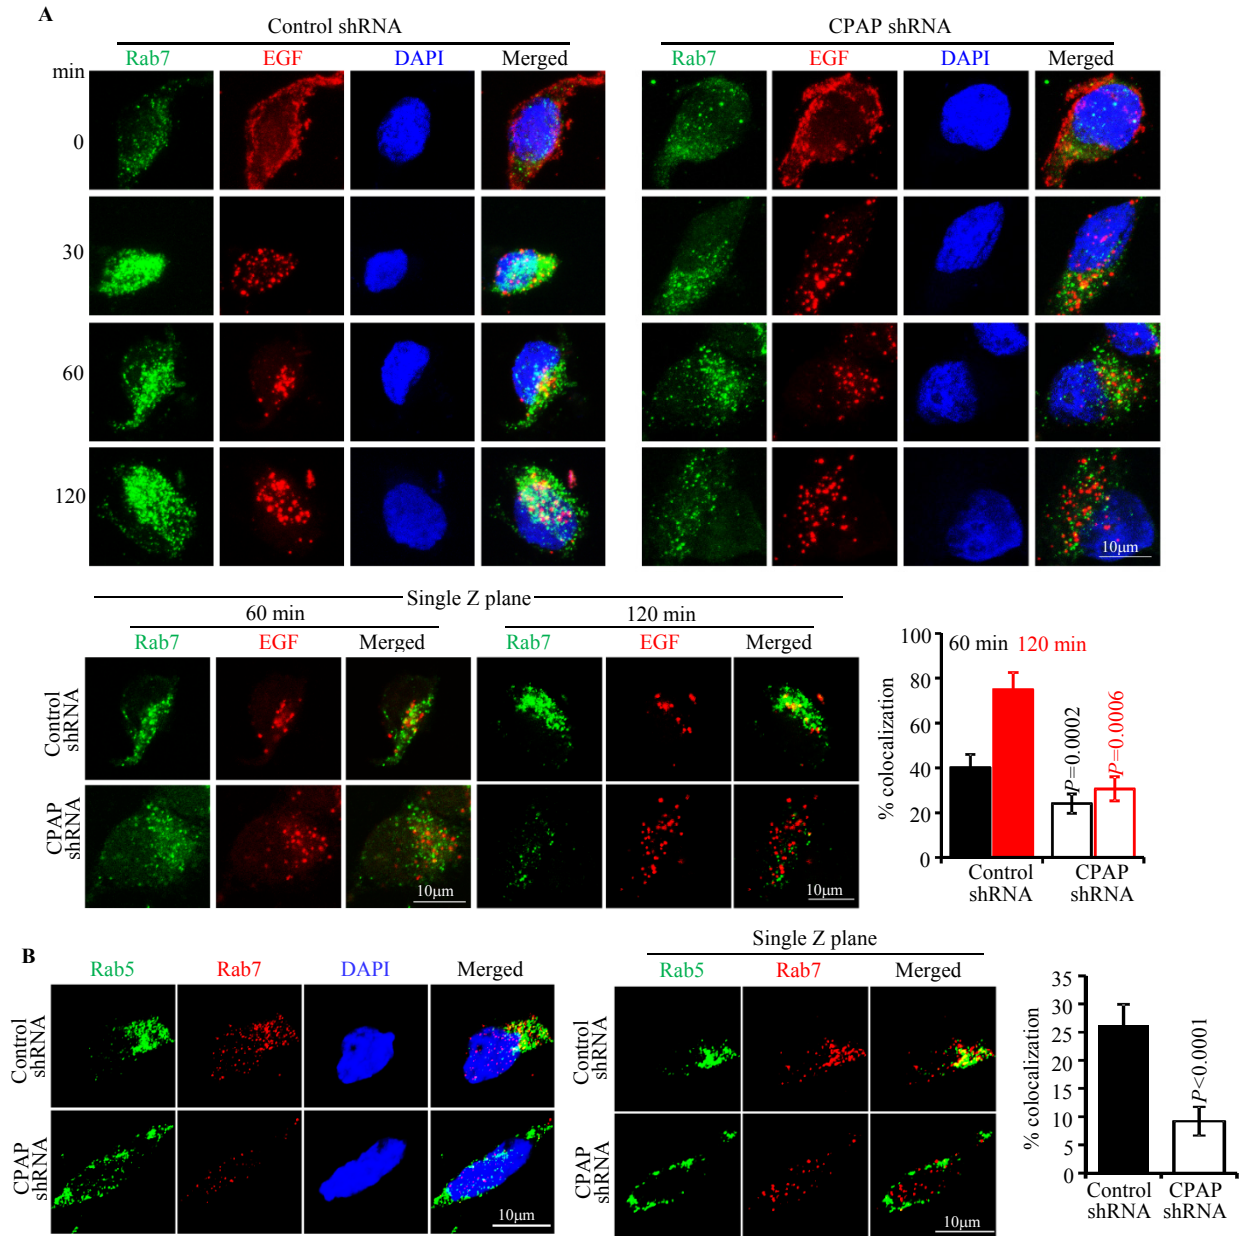 A
Control shRNA
CPAP shRNA
Rab7 EGF DAPI Merged
Rab7 EGF DAPI Merged
min
0
30
60
120
10µm
Single Z plane
60 min
120 min
Rab7 EGF Merged
Rab7 EGF Merged
Control
shRNA
CPAP
shRNA
10µm
10µm
100
80
60
40
20
0
% colocalization
60 min 120 min
P=0.0002
P=0.0006
Control
shRNA
CPAP
shRNA
B
Rab5 Rab7 DAPI Merged
Control
shRNA
CPAP
shRNA
10µm
Single Z plane
Rab5 Rab7 Merged
Control
shRNA
CPAP
shRNA
10µm
35
30
25
20
15
10
5
0
% colocalization
P<0.0001
Control
shRNA
CPAP
shRNA